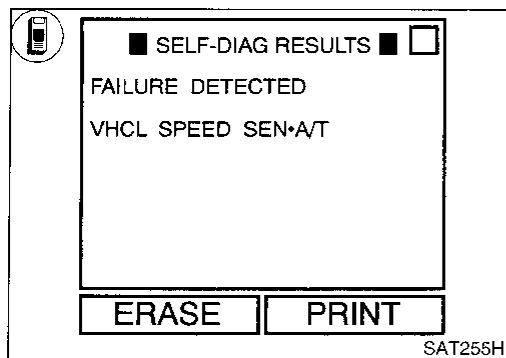 ■ SELF-DIAG RESULTS ■ □
FAILURE DETECTED
VHCL SPEED SEN•A/T
ERASE PRINT
SAT255H